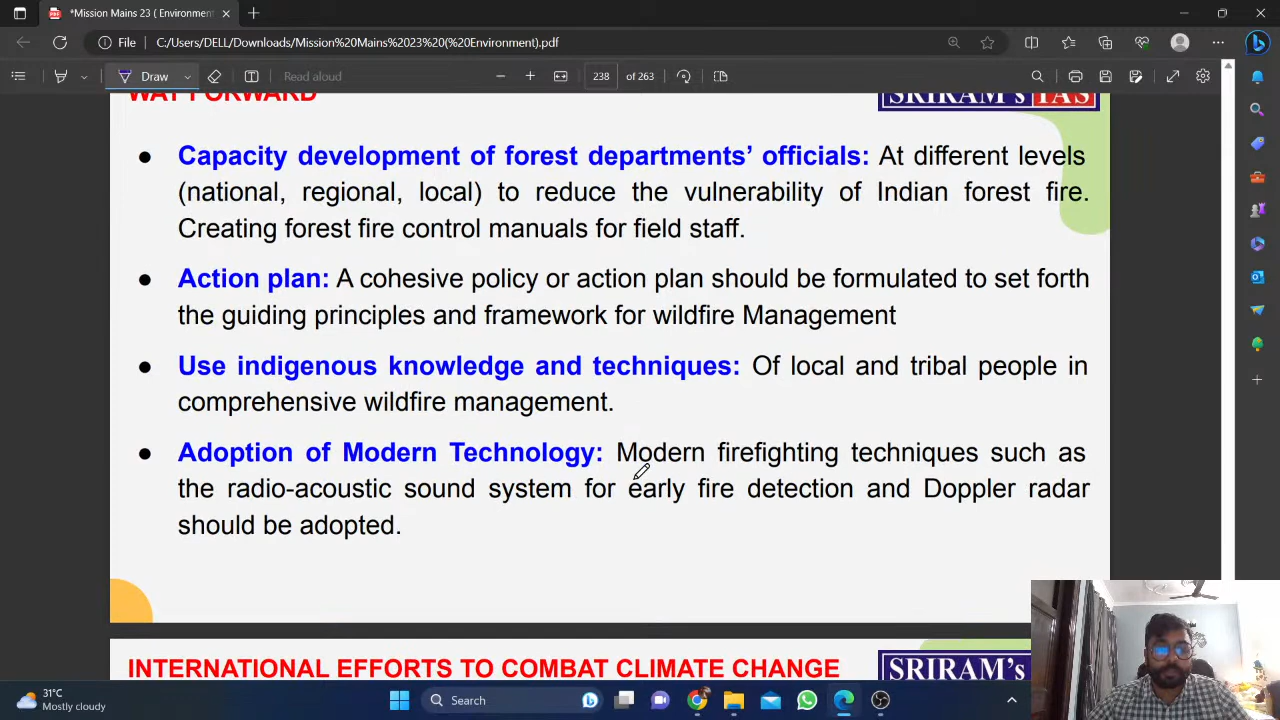 *Mission Mains 23 ( Environment
File
C:/Users/DELL/Downloads/Mission%20Mains%2023%20(%20Environment).pdf
Draw
Read aloud
238 of 263
WAY FORWARD
SRIRAM's IAS
● Capacity development of forest departments’ officials: At different levels
(national, regional, local) to reduce the vulnerability of Indian forest fire.
Creating forest fire control manuals for field staff.
● Action plan: A cohesive policy or action plan should be formulated to set forth
the guiding principles and framework for wildfire Management
● Use indigenous knowledge and techniques: Of local and tribal people in
comprehensive wildfire management.
● Adoption of Modern Technology: Modern firefighting techniques such as
the radio-acoustic sound system for early fire detection and Doppler radar
should be adopted.
INTERNATIONAL EFFORTS TO COMBAT CLIMATE CHANGE
SRIRAM's
31°C
Mostly cloudy
Search